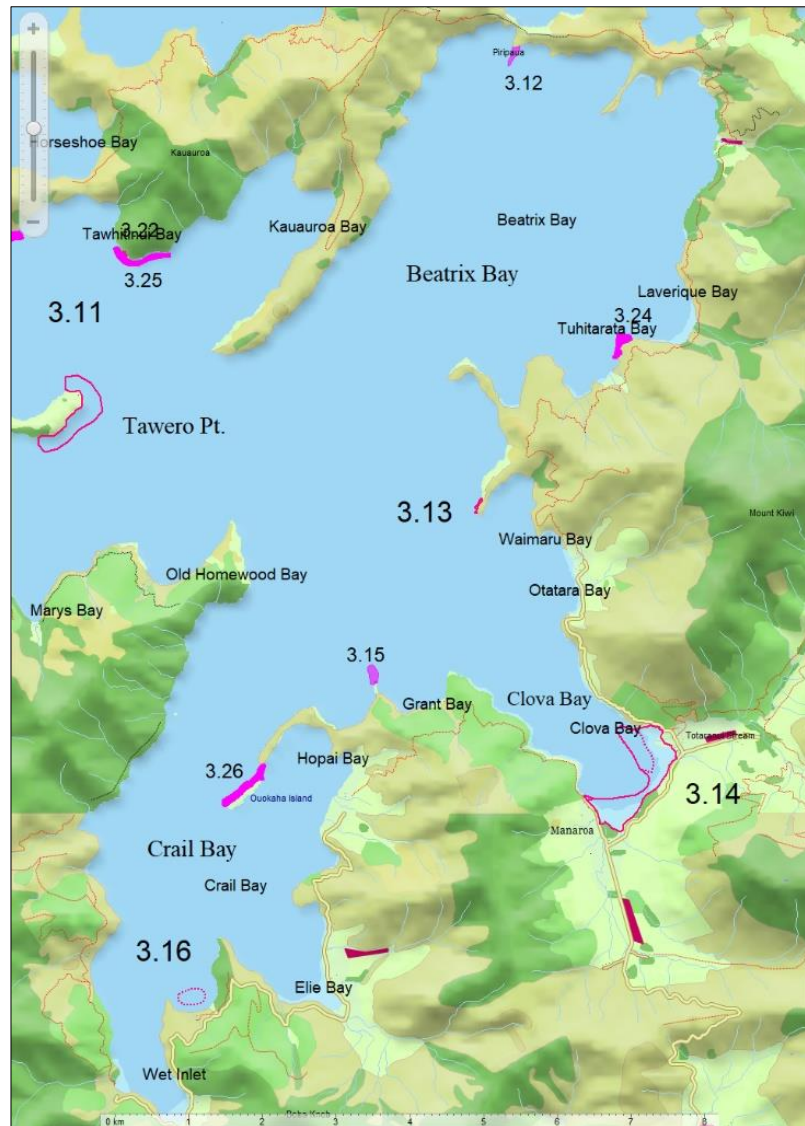 Piripaua
3.12
Horseshoe Bay
Kauauroa
Kauauroa Bay
Beatrix Bay
3.22
Tawhitinui Bay
3.25
Beatrix Bay
Laverique Bay
3.11
3.24
Tuhitarata Bay
Tawero Pt.
3.13
Mount Kiwi
Waimaru Bay
Old Homewood Bay
Otatara Bay
Marys Bay
3.15
Grant Bay
Clova Bay
Clova Bay
Hopai Bay
3.26
Ouokaha Island
3.14
Manaroa
Crail Bay
Crail Bay
3.16
Elie Bay
Wet Inlet
0 km
1
2
3
4
5
6
7
8